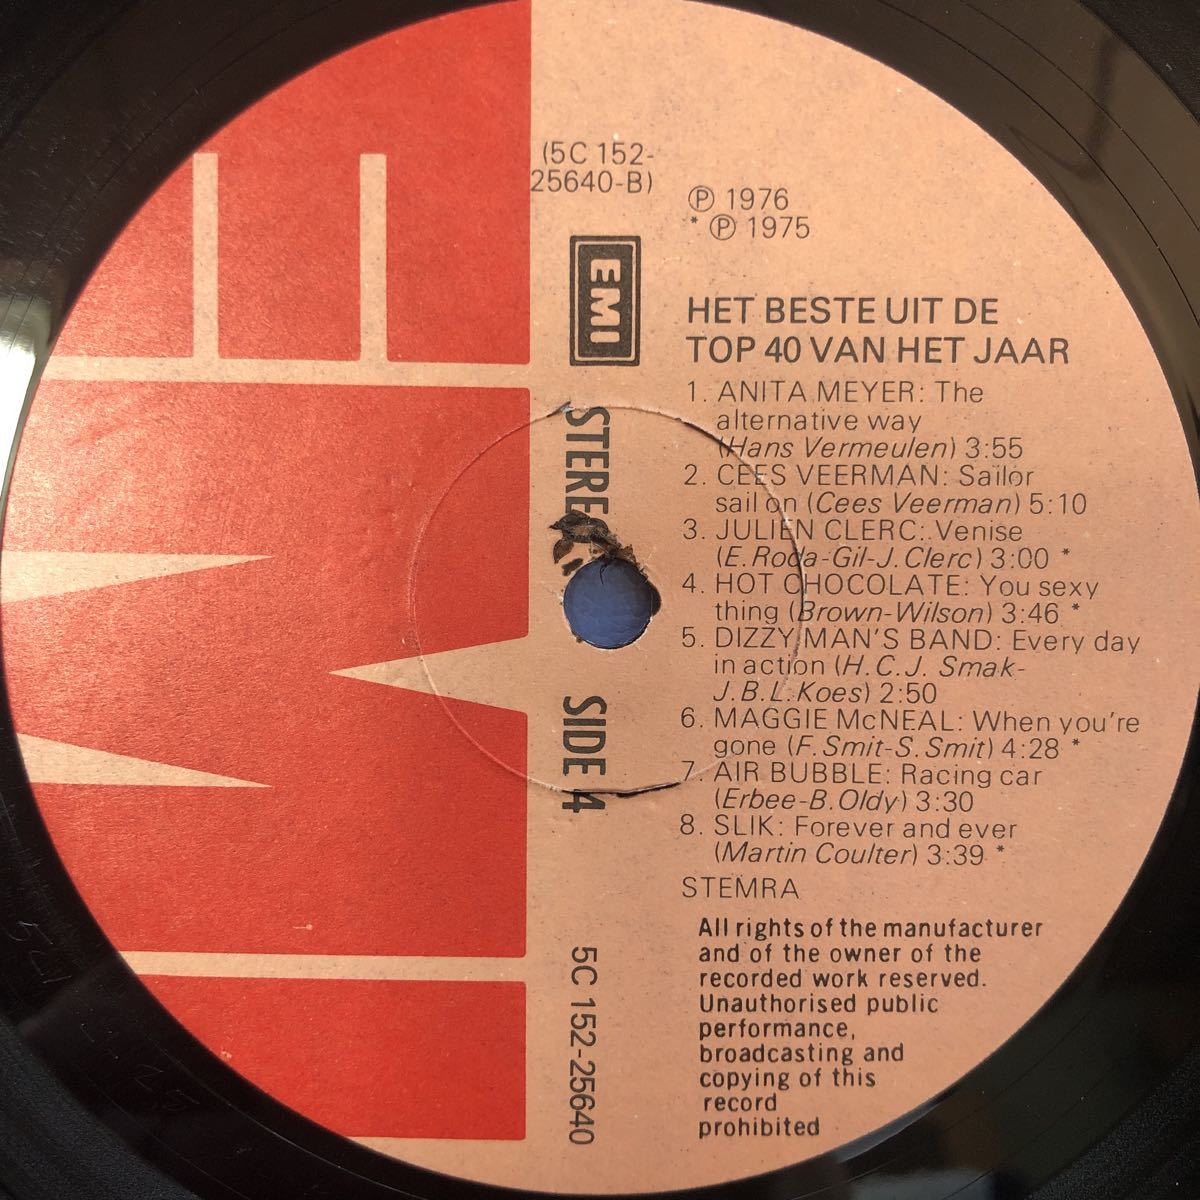 (5C 152-
25640-B)
Ⓟ 1976
* Ⓟ 1975
EMI
HET BESTE UIT DE
TOP 40 VAN HET JAAR
1. ANITA MEYER: The
alternative way
(Hans Vermeulen) 3:55
2. CEES VEERMAN: Sailor
sail on (Cees Veerman) 5:10
3. JULIEN CLERC: Venise
(E. Roda-Gil-J. Clerc) 3:00 *
4. HOT CHOCOLATE: You sexy
thing (Brown-Wilson) 3:46 *
5. DIZZY MAN'S BAND: Every day
in action (H.C.J. Smak-
J.B.L. Koes) 2:50
6. MAGGIE McNEAL: When you're
gone (F. Smit-S. Smit) 4:28 *
7. AIR BUBBLE: Racing car
(Erbee-B. Oldy) 3:30
8. SLIK: Forever and ever
(Martin Coulter) 3:39 *
STEMRA
All rights of the manufacturer
and of the owner of the
recorded work reserved.
Unauthorised public
performance,
broadcasting and
copying of this
record
prohibited
STEREO
SIDE 4
5C 152-25640